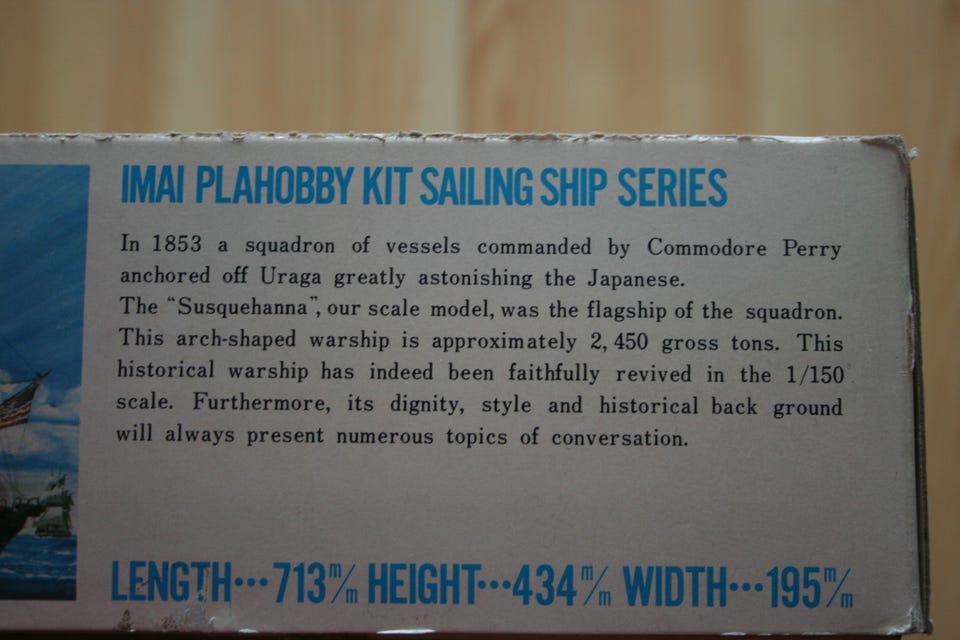 IMAI PLAHOBBY KIT SAILING SHIP SERIES
In 1853 a squadron of vessels commanded by Commodore Perry
anchored off Uraga greatly astonishing the Japanese.
The “Susquehanna”, our scale model, was the flagship of the squadron.
This arch-shaped warship is approximately 2,450 gross tons. This
historical warship has indeed been faithfully revived in the 1/150
scale. Furthermore, its dignity, style and historical back ground
will always present numerous topics of conversation.
LENGTH···713m/m HEIGHT···434m/m WIDTH···195m/m